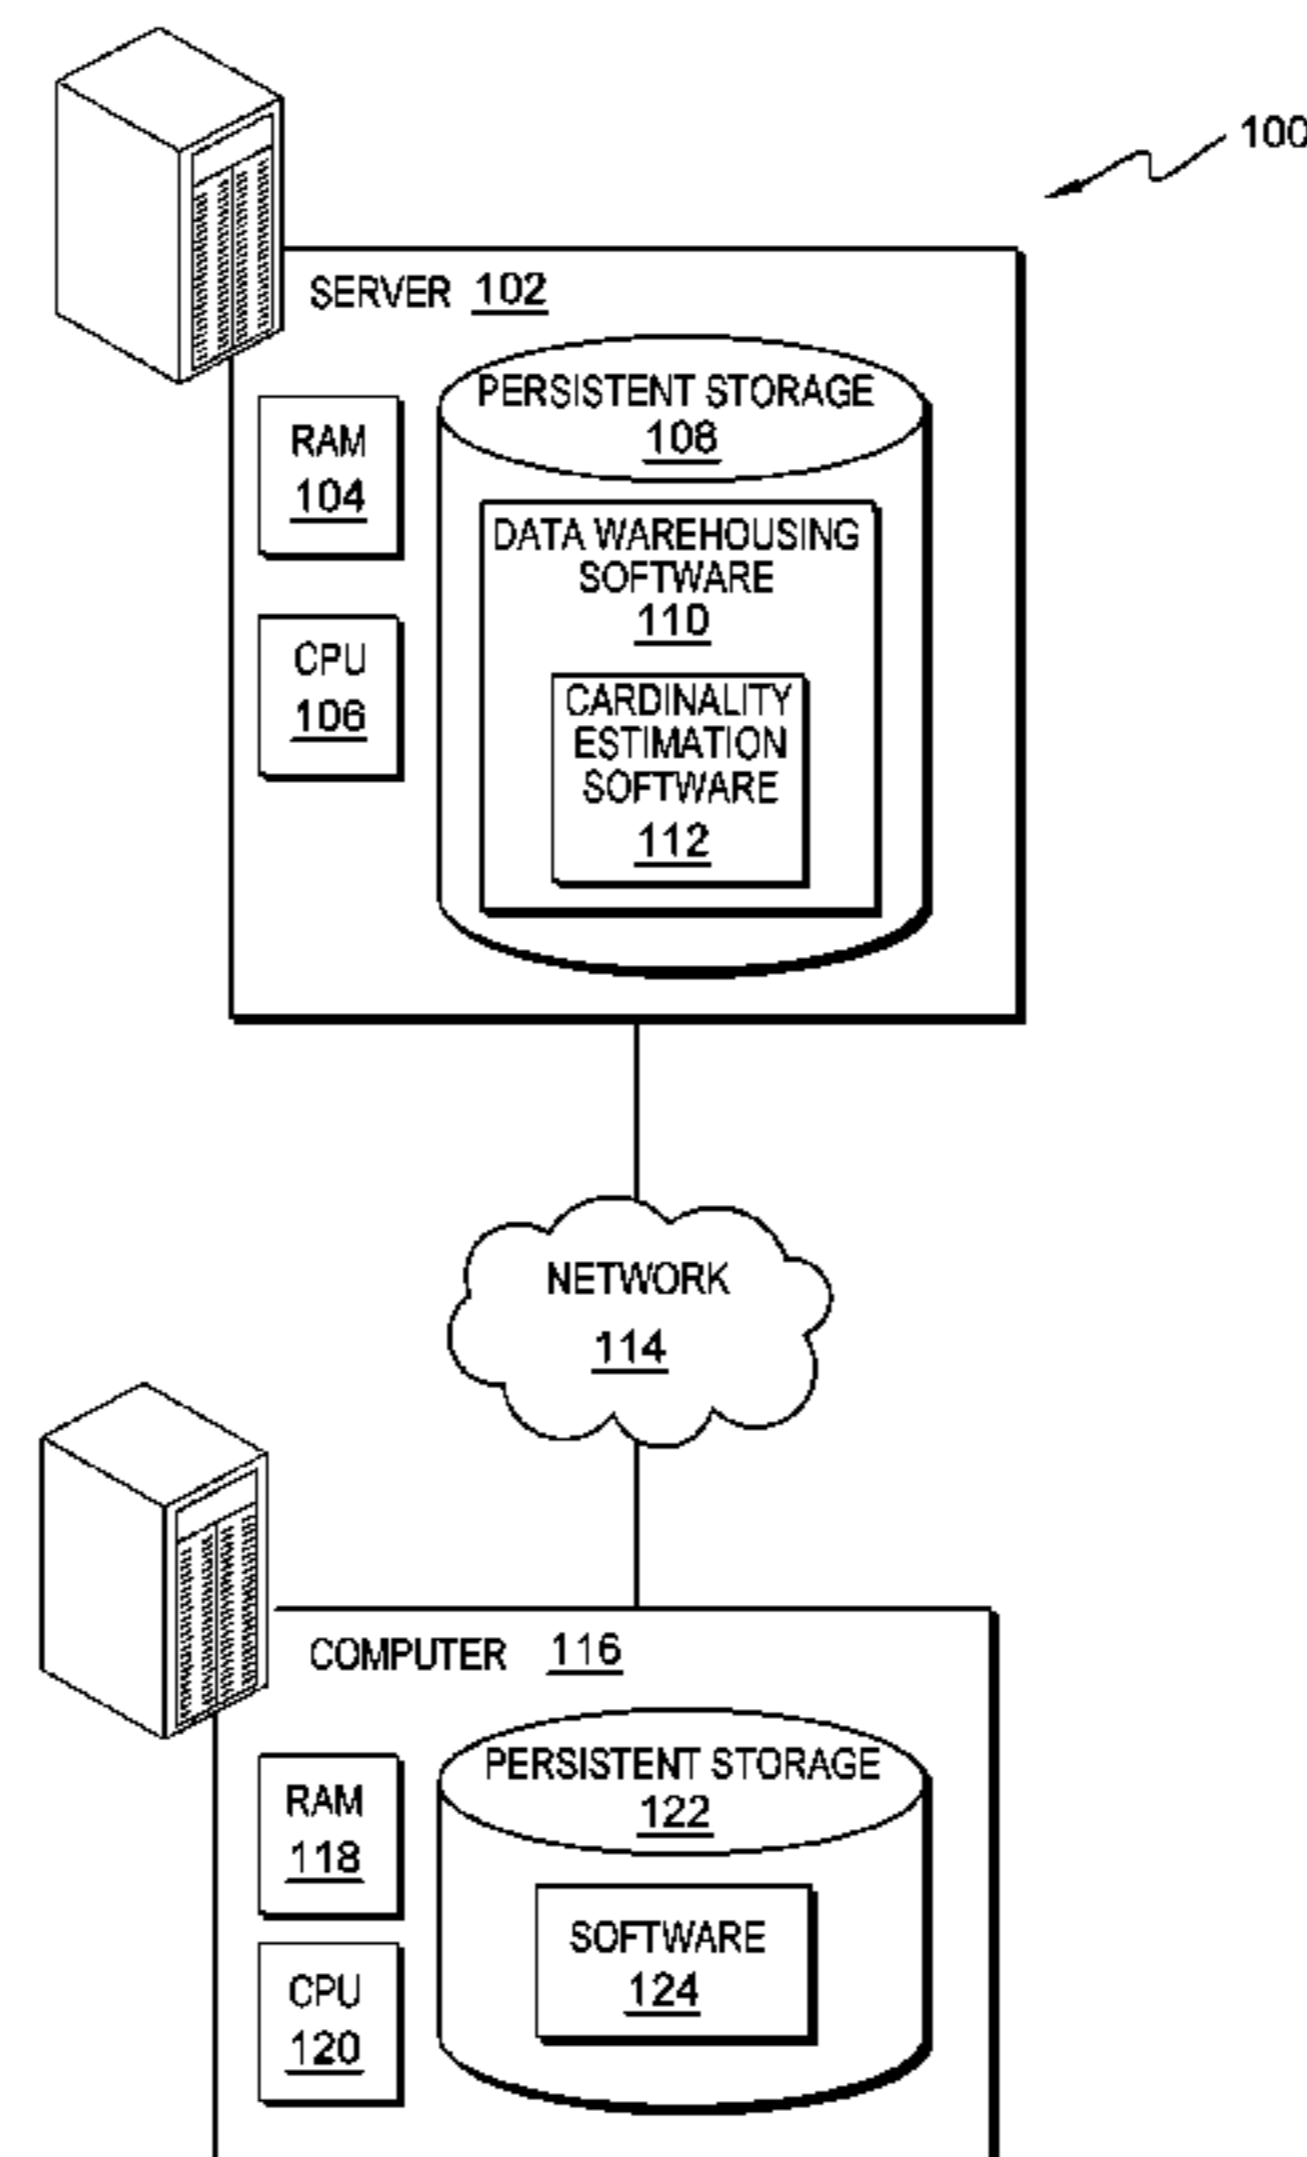 100
SERVER 102
PERSISTENT STORAGE
108
RAM
104
DATA WAREHOUSING
SOFTWARE
110
CPU
106
CARDINALITY
ESTIMATION
SOFTWARE
112
NETWORK
114
COMPUTER 116
PERSISTENT STORAGE
122
RAM
118
SOFTWARE
124
CPU
120